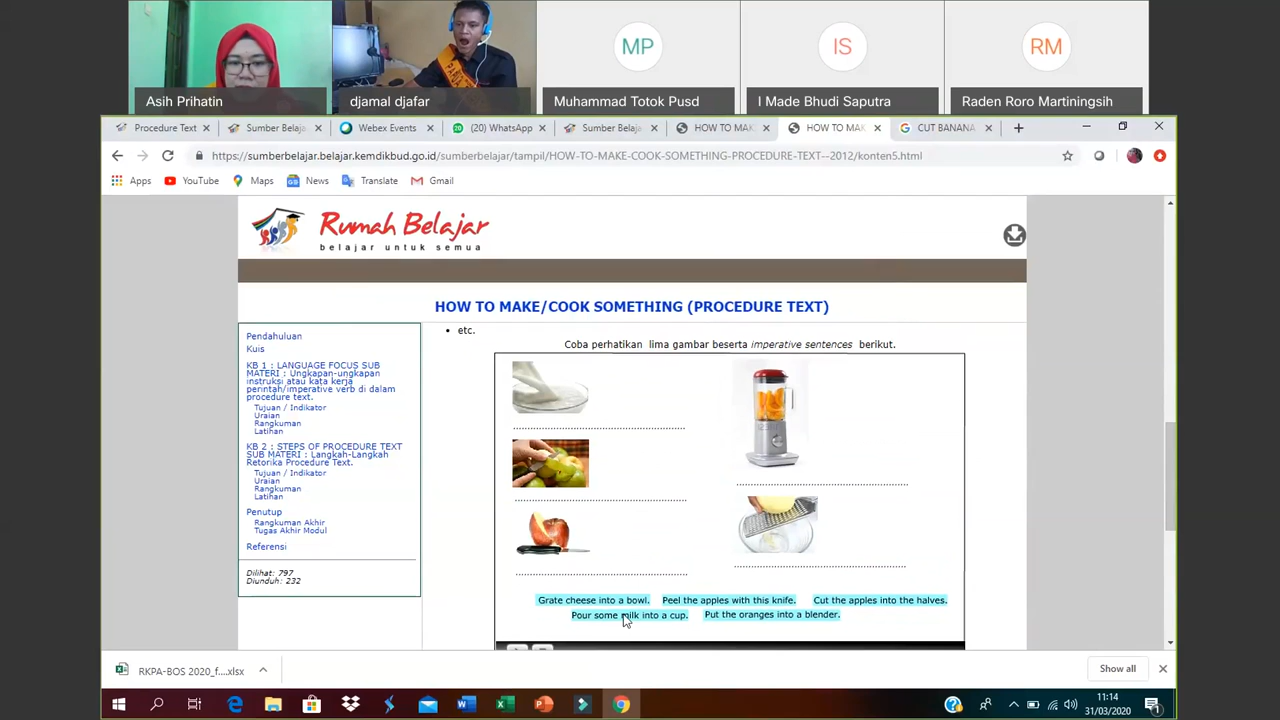 MP
IS
RM
Asih Prihatin
djamal djafar
Muhammad Totok Pusd
I Made Bhudi Saputra
Raden Roro Martiningsih
Procedure Text
Sumber Belaja
Webex Events
(20) WhatsApp
Sumber Belaja
HOW TO MAK
HOW TO MAK
CUT BANANA
https://sumberbelajar.belajar.kemdikbud.go.id/sumberbelajar/tampil/HOW-TO-MAKE-COOK-SOMETHING-PROCEDURE-TEXT--2012/konten5.html
Apps
YouTube
Maps
News
Translate
Gmail
Rumah Belajar
belajar untuk semua
HOW TO MAKE/COOK SOMETHING (PROCEDURE TEXT)
Pendahuluan
Kuis
KB 1 : LANGUAGE FOCUS SUB
MATERI : Ungkapan-ungkapan
instruksi atau kata kerja
perintah/imperative verb di dalam
procedure text.
Tujuan / Indikator
Uraian
Rangkuman
Latihan
KB 2 : STEPS OF PROCEDURE TEXT
SUB MATERI : Langkah-Langkah
Retorika Procedure Text.
Tujuan / Indikator
Uraian
Rangkuman
Latihan
Penutup
Rangkuman Akhir
Tugas Akhir Modul
Referensi
Dilihat: 797
Diunduh: 232
• etc.
Coba perhatikan lima gambar beserta imperative sentences berikut.
Grate cheese into a bowl. Peel the apples with this knife. Cut the apples into the halves.
Pour some milk into a cup. Put the oranges into a blender.
RKPA-BOS 2020_f....xlsx
Show all
11:14
31/03/2020